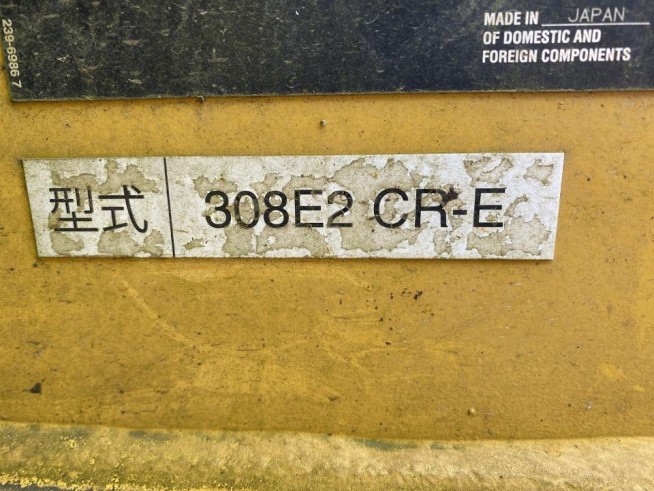 239-6986 7
MADE IN JAPAN
OF DOMESTIC AND
FOREIGN COMPONENTS
型式 308E2 CR-E